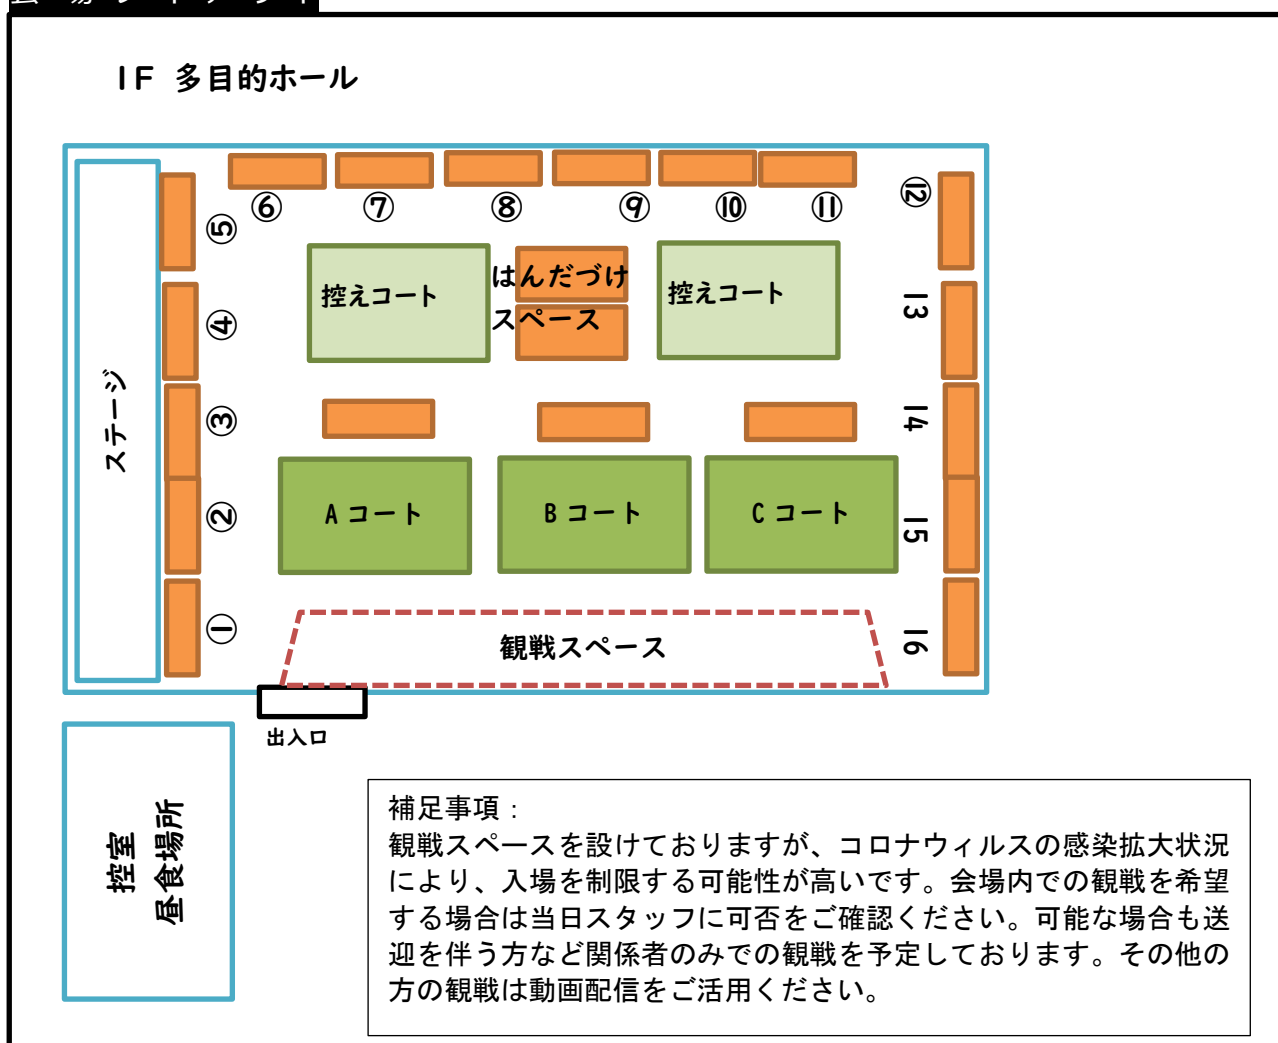 1F 多目的ホール
⑥
⑦
⑧
⑨
⑩
⑪
⑫
⑤
控えコート
はんだづけ
スペース
控えコート
④
13
ステージ
③
14
②
Aコート
Bコート
Cコート
15
①
観戦スペース
16
出入口
控室
昼食場所
補足事項：
観戦スペースを設けておりますが、コロナウィルスの感染拡大状況
により、入場を制限する可能性が高いです。会場内での観戦を希望
する場合は当日スタッフに可否をご確認ください。可能な場合も送
迎を伴う方など関係者のみでの観戦を予定しております。その他の
方の観戦は動画配信をご活用ください。